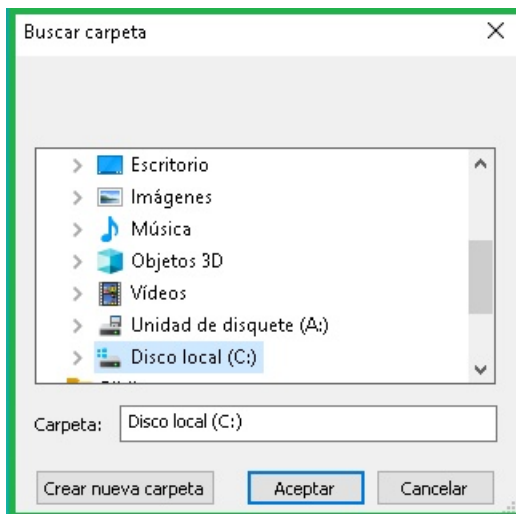 Buscar carpeta
Escritorio
Imágenes
Música
Objetos 3D
Vídeos
Unidad de disquete (A:)
Disco local (C:)
Carpeta: Disco local (C:)
Crear nueva carpeta Aceptar Cancelar